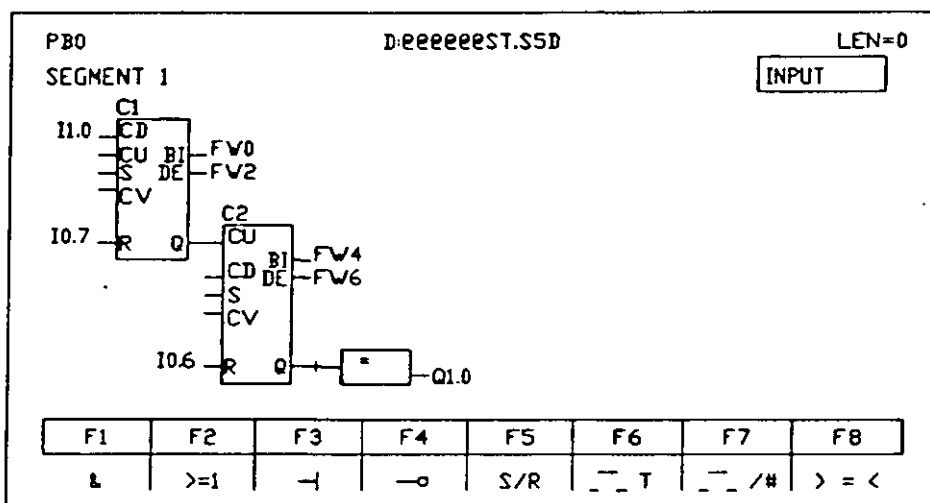 PB0 D:@@@@@@ST.S5D LEN=0
SEGMENT 1 INPUT
C1
I1.0 CD
CU BI FW0
S DE FW2
CV
C2
I0.7 R Q CU
BI FW4
CD DE FW6
S
CV
I0.6 R Q =
Q1.0
F1 F2 F3 F4 F5 F6 F7 F8
& >=1 S/R T /# > = <